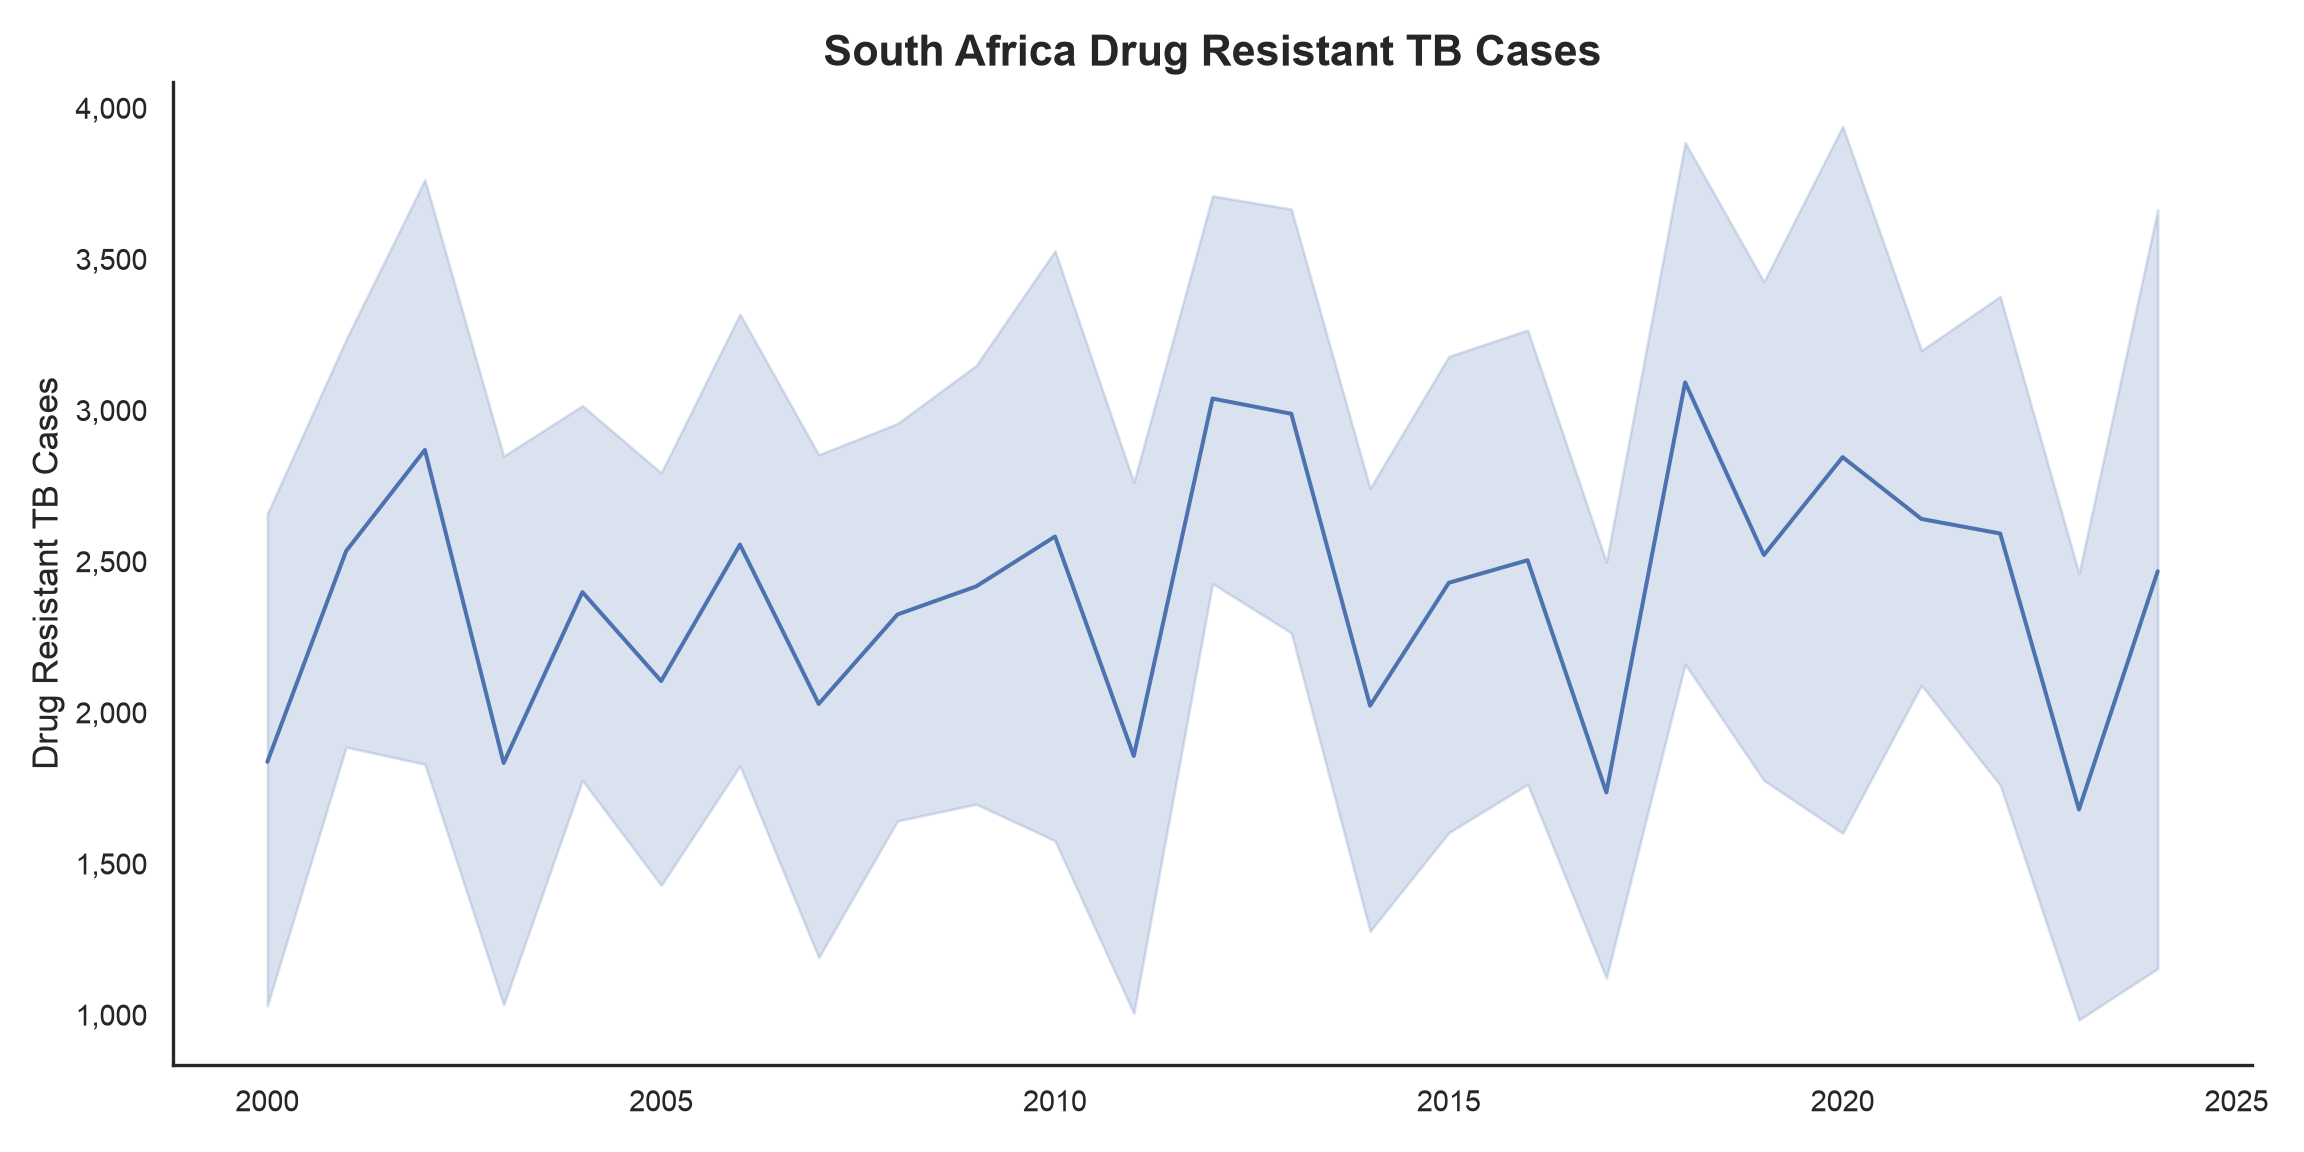 South Africa Drug Resistant TB Cases
Drug Resistant TB Cases
4,000
3,500
3,000
2,500
2,000
1,500
1,000
2000 2005 2010 2015 2020 2025